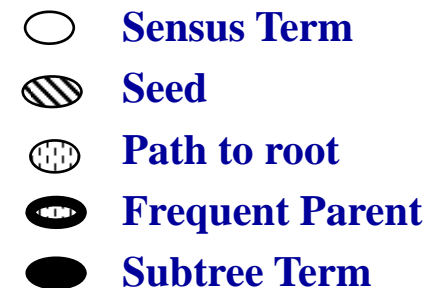 Sensus Term
Seed
Path to root
Frequent Parent
Subtree Term